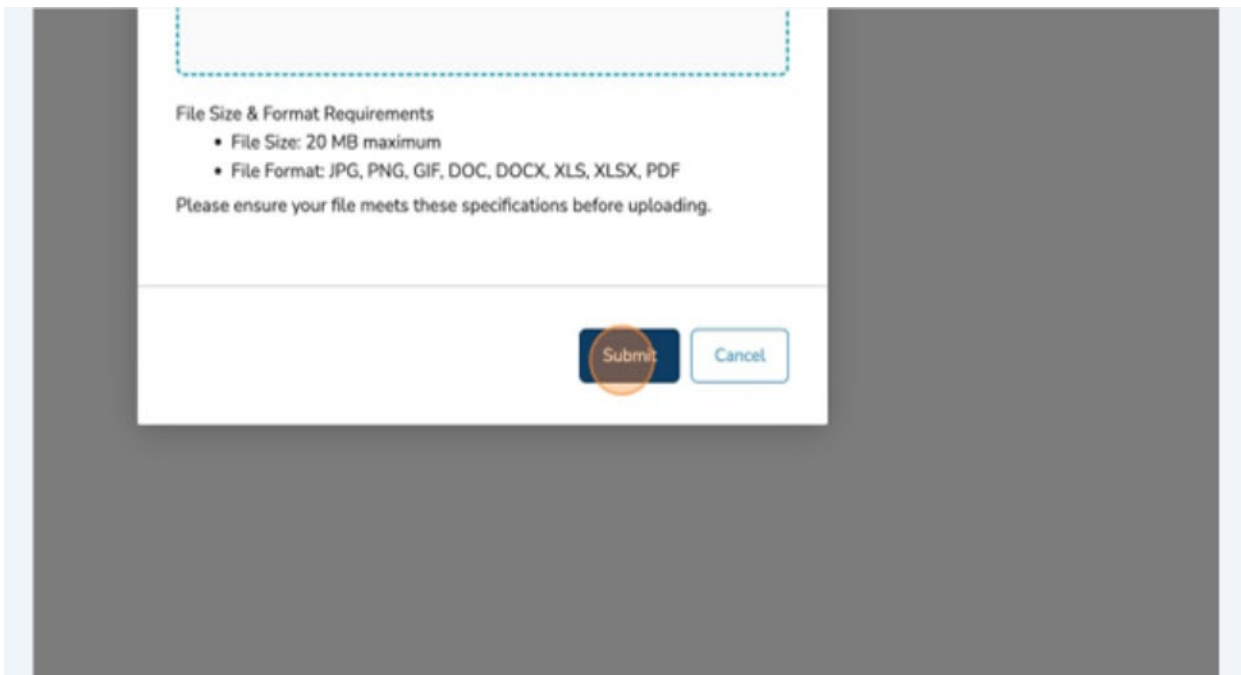 File Size & Format Requirements
• File Size: 20 MB maximum
• File Format: JPG, PNG, GIF, DOC, DOCX, XLS, XLSX, PDF
Please ensure your file meets these specifications before uploading.
Submit
Cancel